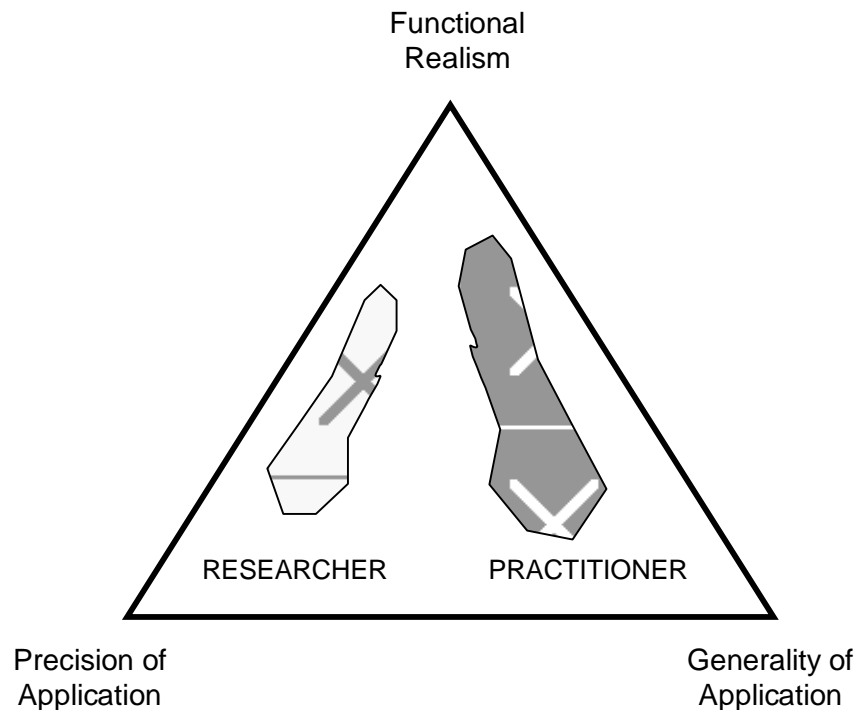 Functional
Realism
RESEARCHER
PRACTITIONER
Precision of
Application
Generality of
Application